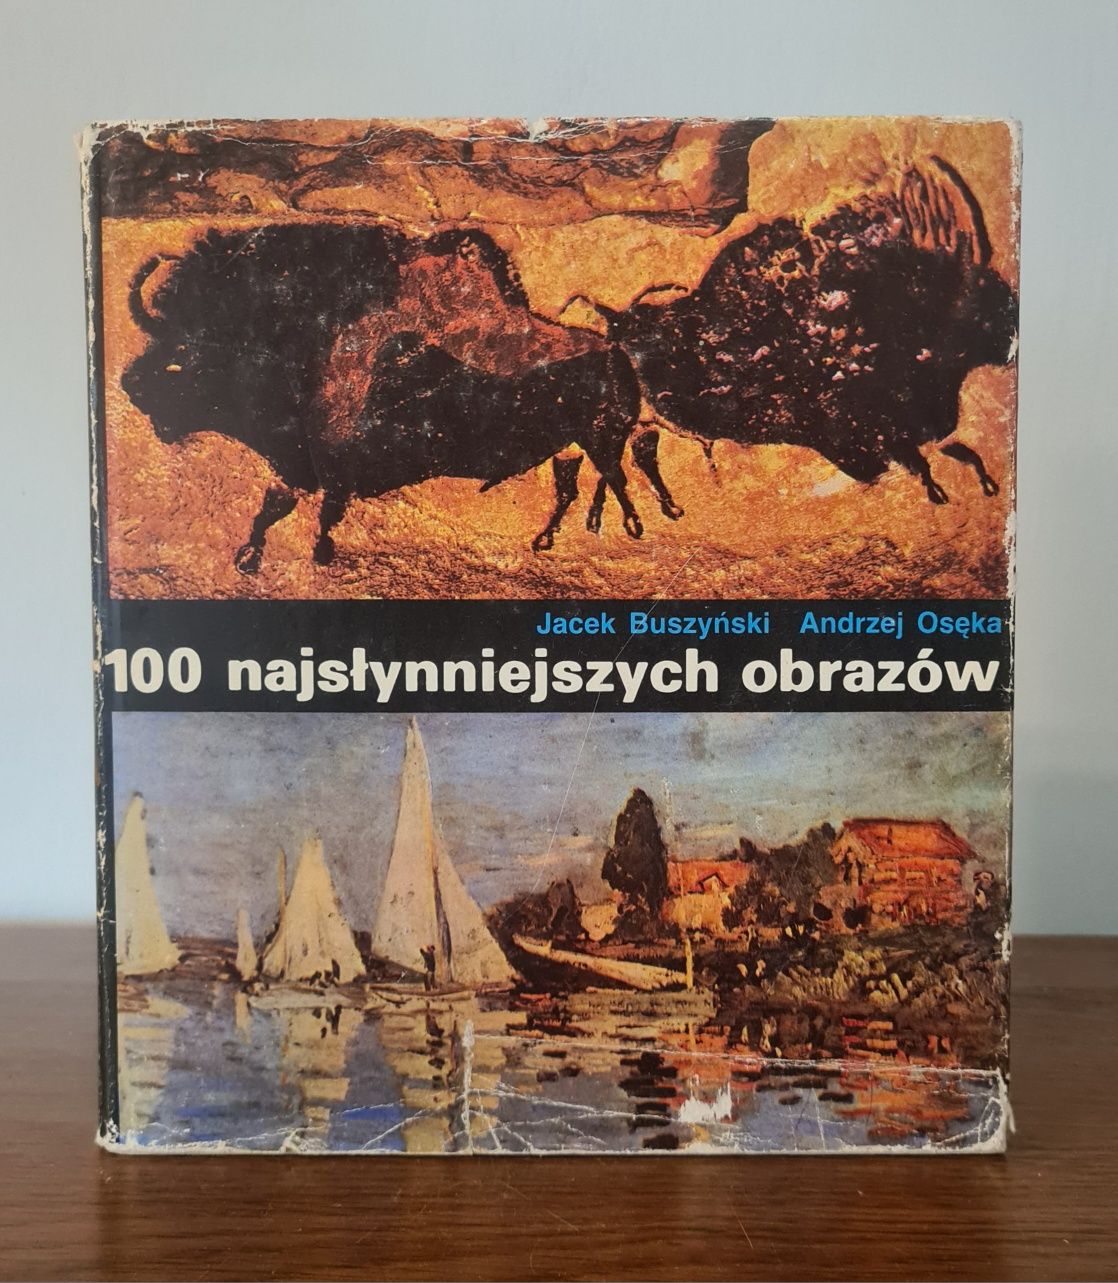 Jacek Buszyński Andrzej Osęka
100 najsłynniejszych obrazów